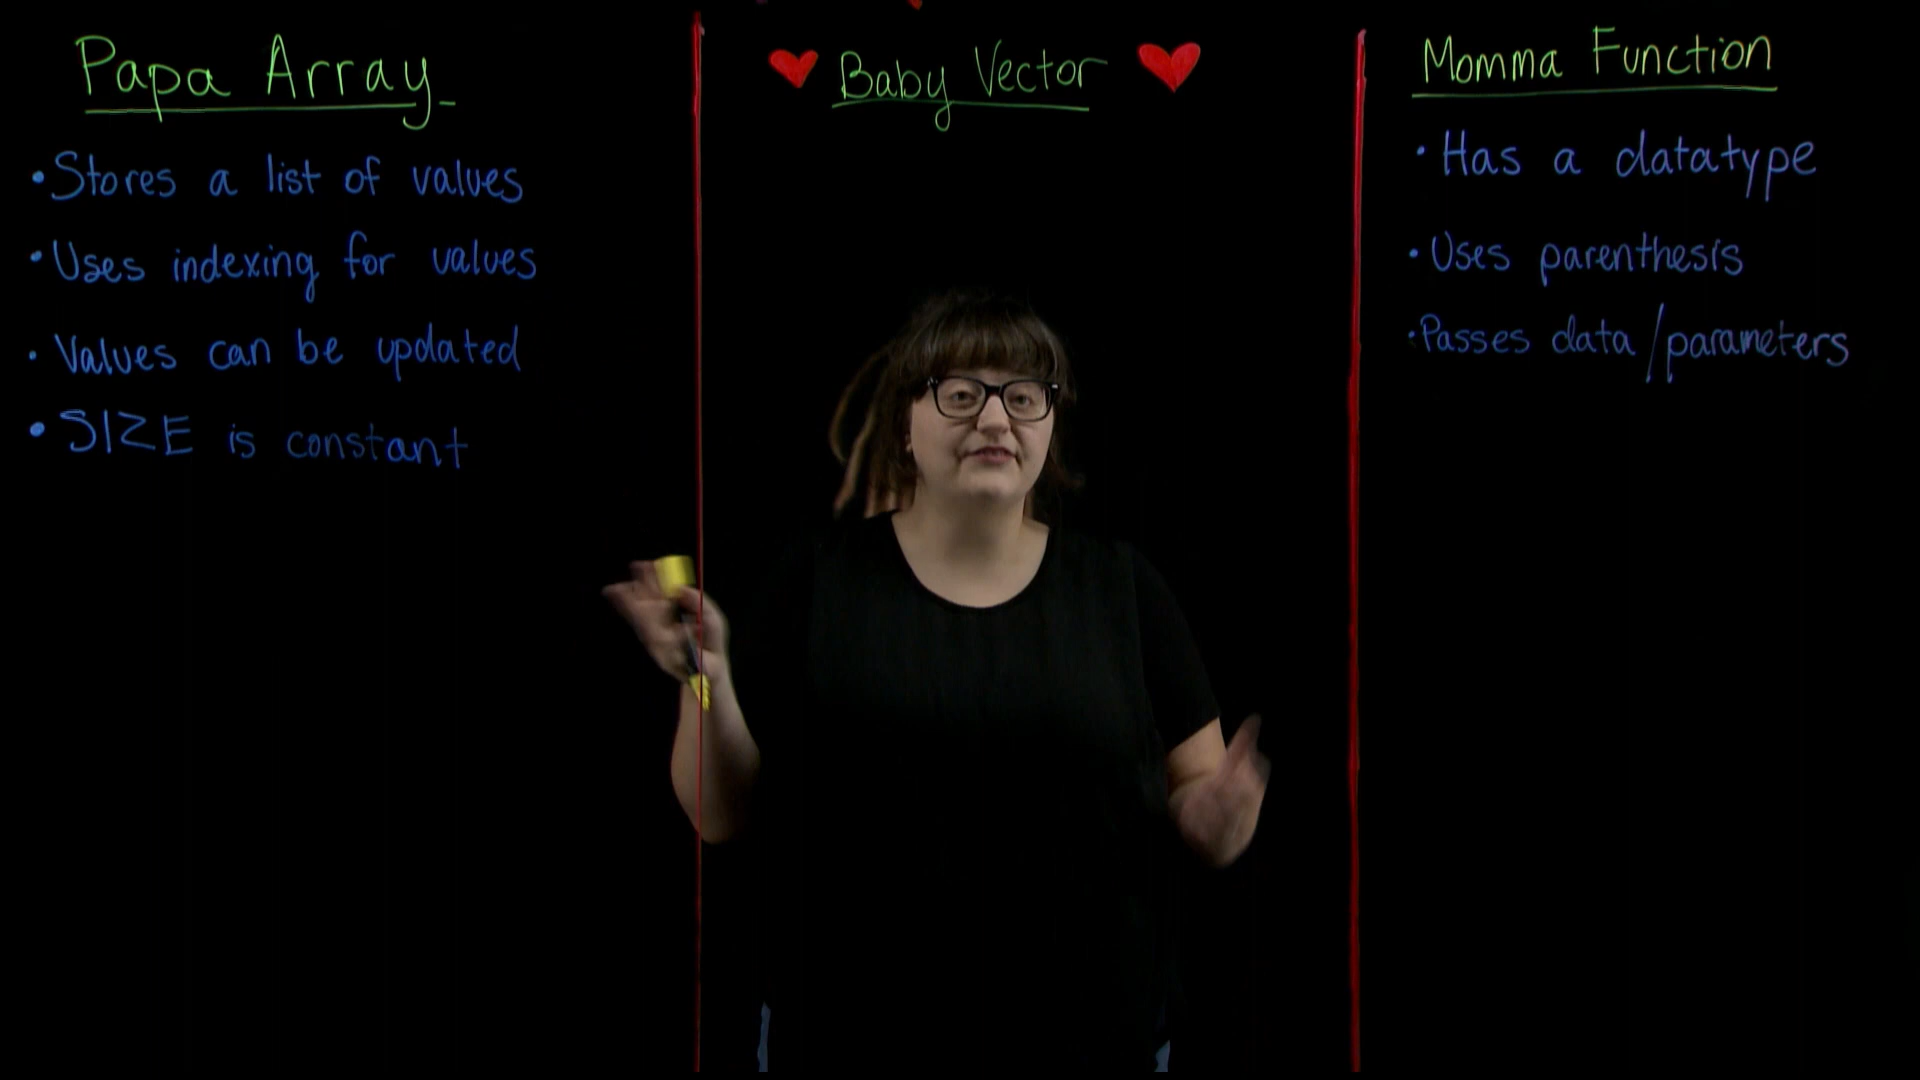 Papa Array
• Stores a list of values
• Uses indexing for values
• Values can be updated
• SIZE is constant
Baby Vector
Momma Function
• Has a datatype
• Uses parenthesis
• Passes data/parameters